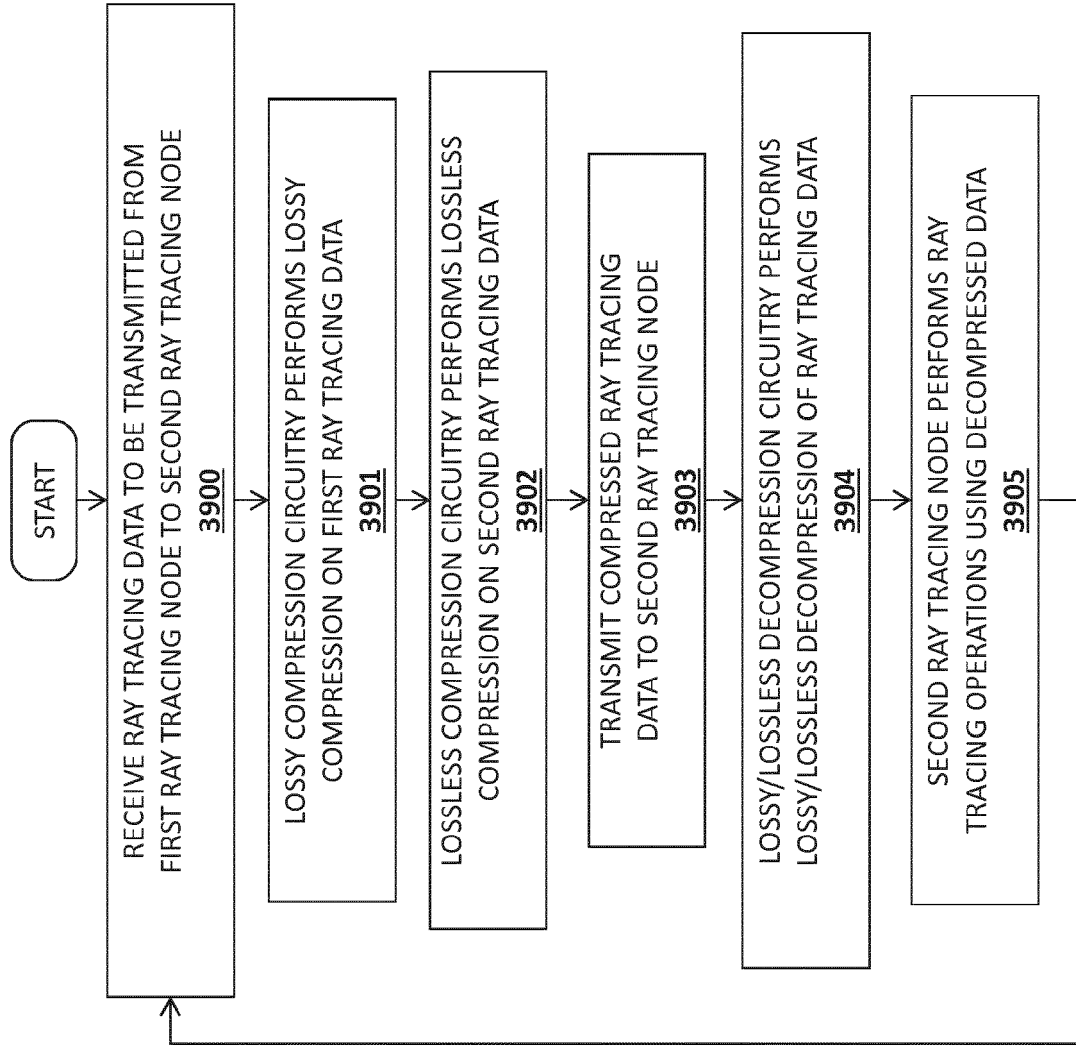 START
RECEIVE RAY TRACING DATA TO BE TRANSMITTED FROM
FIRST RAY TRACING NODE TO SECOND RAY TRACING NODE
3900
LOSSY COMPRESSION CIRCUITRY PERFORMS LOSSY
COMPRESSION ON FIRST RAY TRACING DATA
3901
LOSSLESS COMPRESSION CIRCUITRY PERFORMS LOSSLESS
COMPRESSION ON SECOND RAY TRACING DATA
3902
TRANSMIT COMPRESSED RAY TRACING
DATA TO SECOND RAY TRACING NODE
3903
LOSSY/LOSSLESS DECOMPRESSION CIRCUITRY PERFORMS
LOSSY/LOSSLESS DECOMPRESSION OF RAY TRACING DATA
3904
SECOND RAY TRACING NODE PERFORMS RAY
TRACING OPERATIONS USING DECOMPRESSED DATA
3905